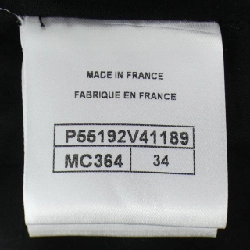 MADE IN FRANCE
FABRIQUE EN FRANCE
P55192V41189
MC364 34